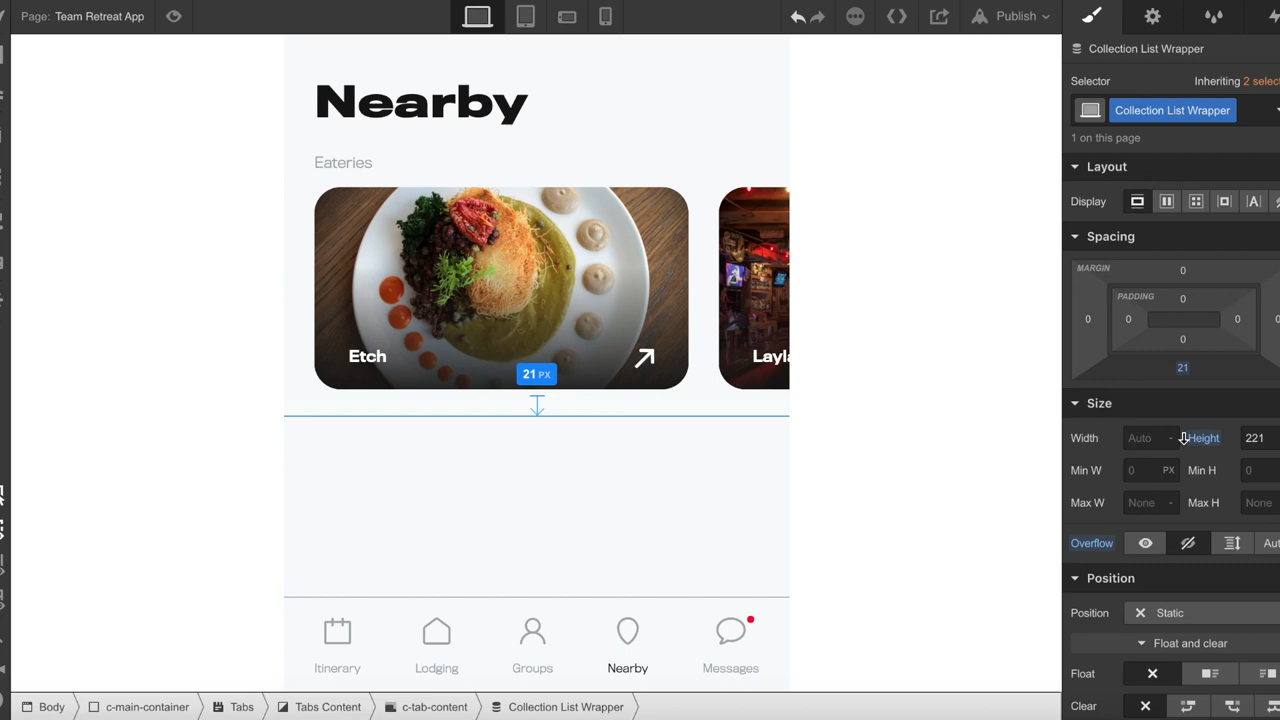 Page: Team Retreat App
Publish
Collection List Wrapper
Selector
Inheriting 2 select
Collection List Wrapper
1 on this page
Layout
Display
A
Spacing
MARGIN
0
PADDING
0
0
0
0
0
0
21
Size
Width Auto -
Height 221
Min W 0 PX
Min H 0
Max W None -
Max H None
Overflow
Aut
Position
Position
Static
Float and clear
Float
Clear
Nearby
Eateries
Etch
Layla
21 PX
Itinerary
Lodging
Groups
Nearby
Messages
Body
c-main-container
Tabs
Tabs Content
c-tab-content
Collection List Wrapper